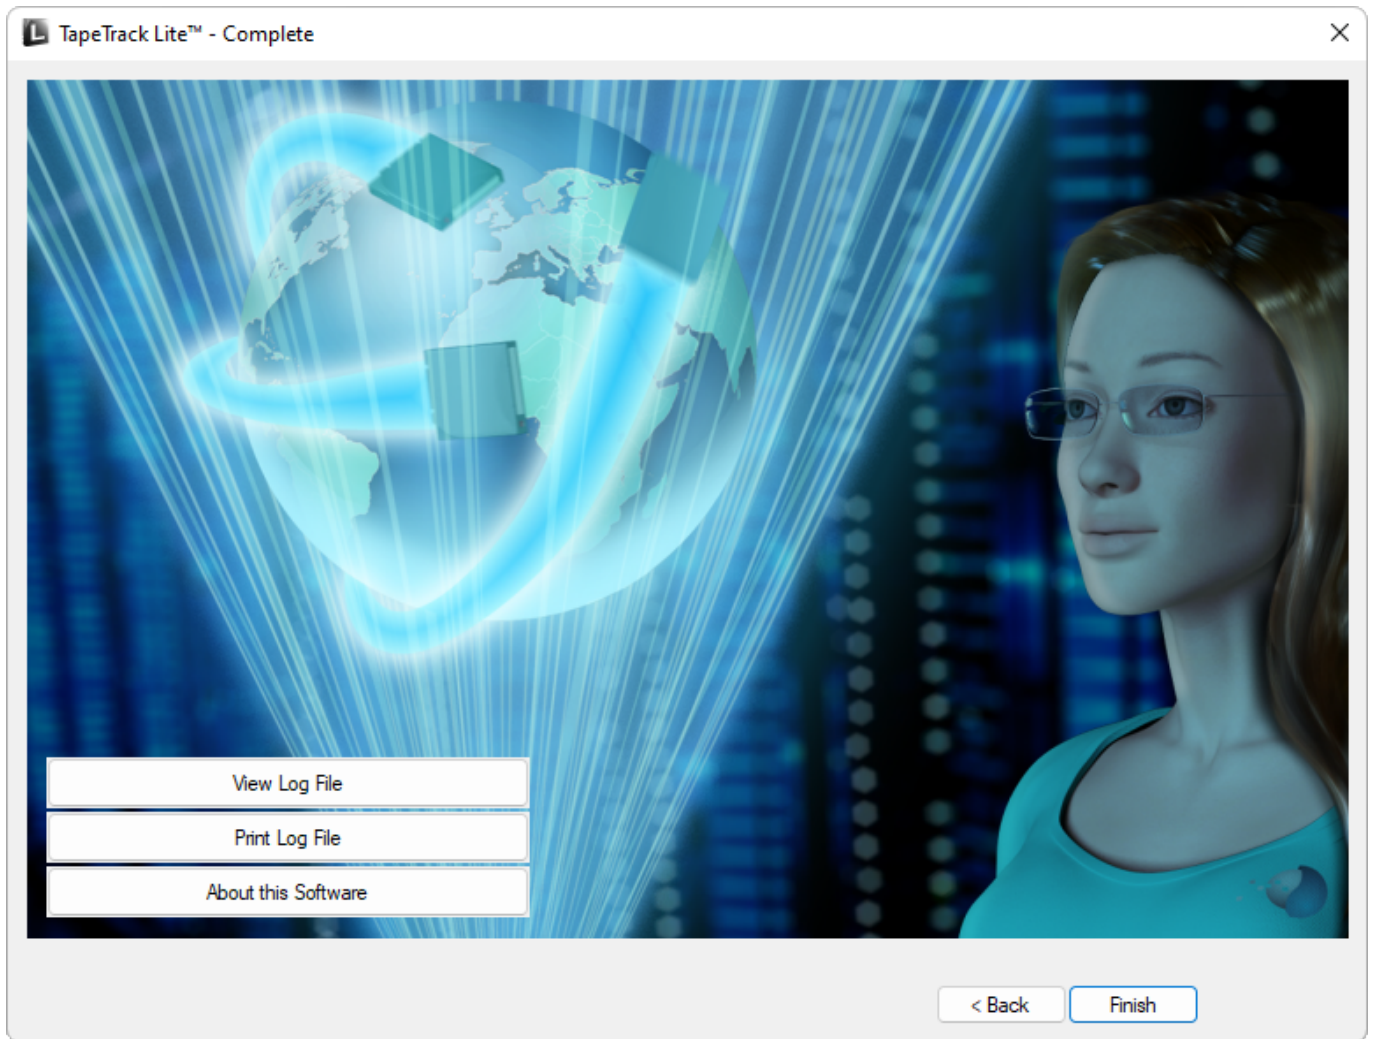 TapeTrack Lite™ - Complete
View Log File
Print Log File
About this Software
< Back
Finish